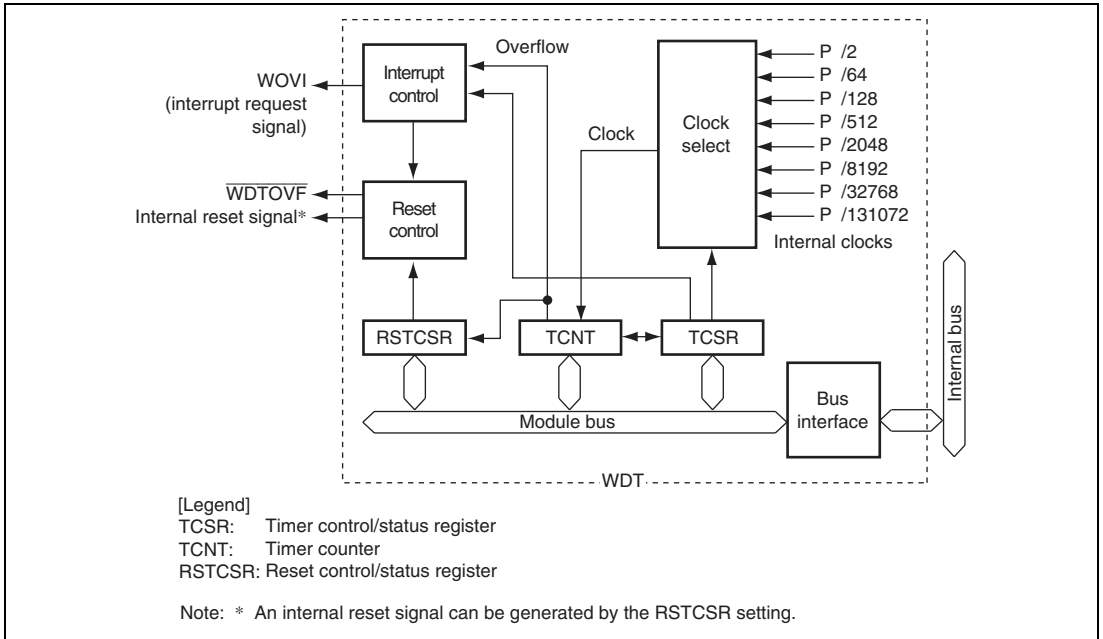 Overflow
Interrupt
control
WOVI
(interrupt request
signal)
P /2
P /64
P /128
P /512
P /2048
P /8192
P /32768
P /131072
Internal clocks
Clock
select
Clock
WDTOVF
Internal reset signal*
Reset
control
RSTCSR
TCNT
TCSR
Module bus
Bus
interface
Internal bus
WDT
[Legend]
TCSR: Timer control/status register
TCNT: Timer counter
RSTCSR: Reset control/status register
Note: * An internal reset signal can be generated by the RSTCSR setting.